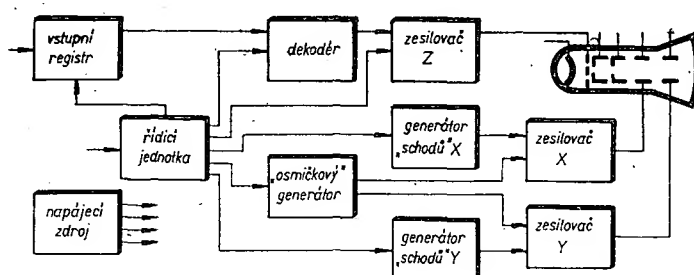 vstupní
registr
dekodér
zesilovač
Z
řídicí
jednotka
generátor
„schodů“ X
zesilovač
X
„osmičkový“
generátor
napájecí
zdroj
generátor
„schodů“ Y
zesilovač
Y